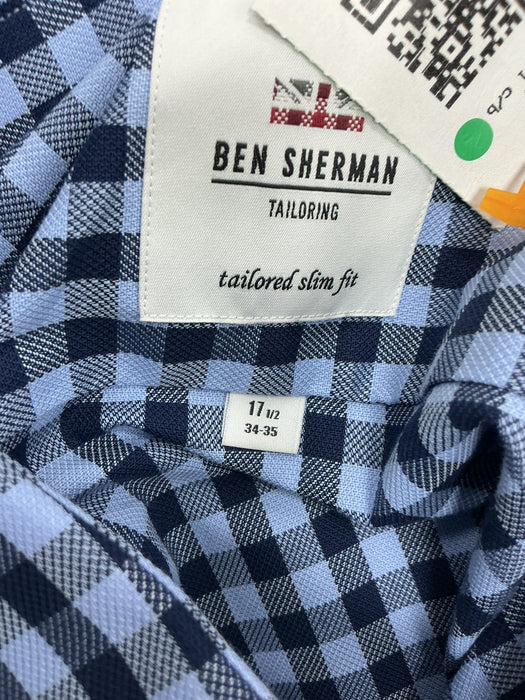 BEN SHERMAN
TAILORING
tailored slim fit
17 1/2
34-35